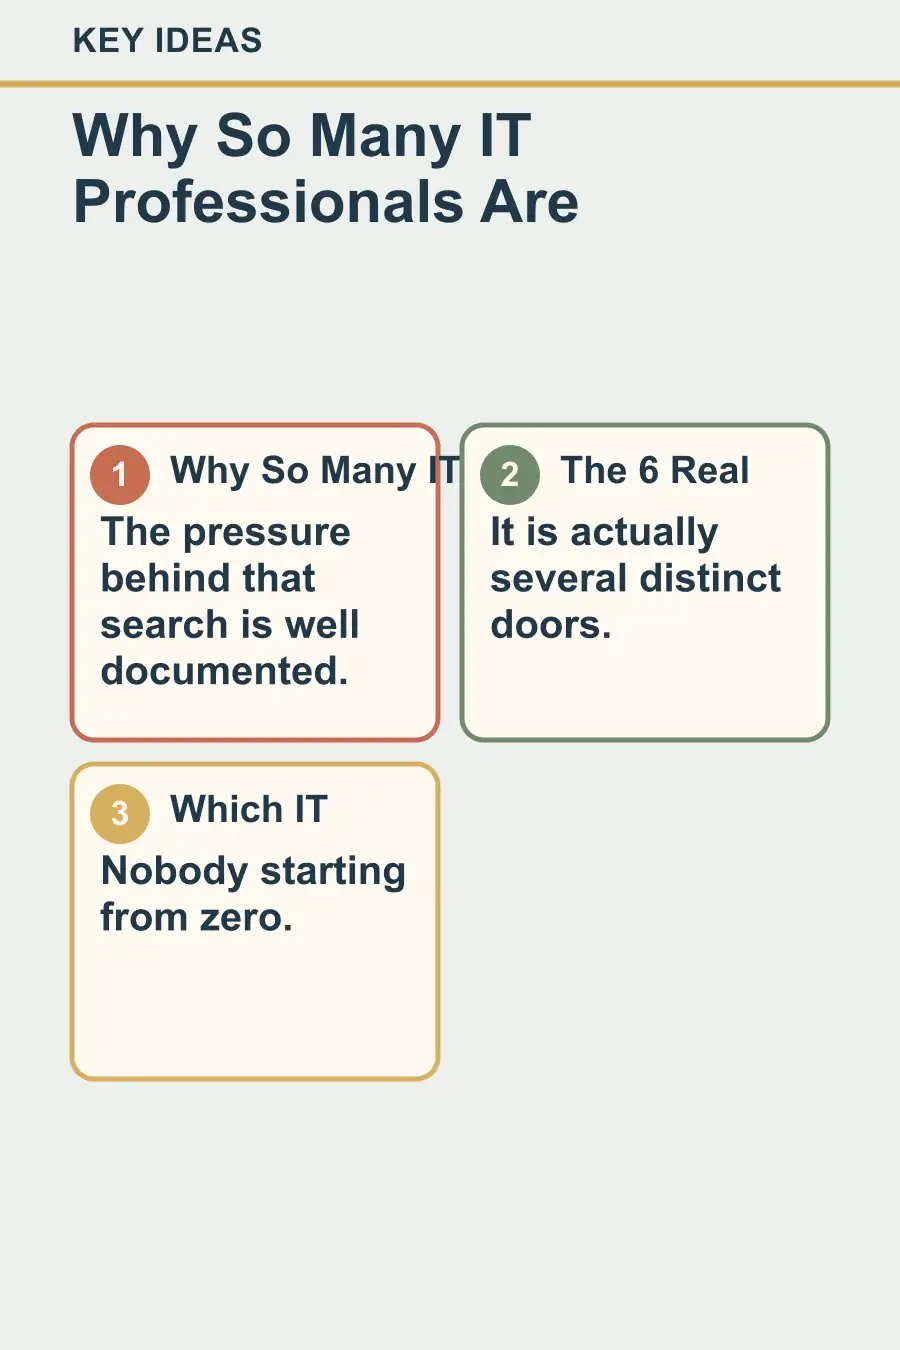 KEY IDEAS
Why So Many IT
Professionals Are
1
Why So Many IT
The pressure
behind that
search is well
documented.
2
The 6 Real
It is actually
several distinct
doors.
3
Which IT
Nobody starting
from zero.